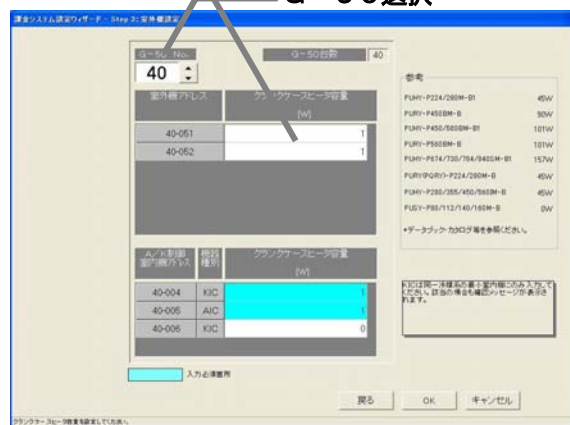 G-50選択
課金システム設定ウィザード - Step 3: 室外機設定
G-50 No.
G-50台数 40
40
室外機アドレス
クランクケースヒータ容量
[W]
40-051 1
40-052 1
A/K制御
室内機アドレス
機器
種別
クランクケースヒータ容量
[W]
40-004 KIC 1
40-005 AIC 1
40-006 KIC 0
入力必須箇所
参考
PUHY-P224/280M-B1 45W
PURY-P450BM-B 90W
PUHY-P450/560BM-B1 101W
PURY-P560BM-B 101W
PUHY-P674/730/784/840SM-B1 157W
PURY(PQRY)-P224/280M-B 45W
PUHY-P280/355/450/560BM-B 45W
PUSY-P80/112/140/160M-B 0W
*データブック・カタログ等を参照ください。
KICは同一冷媒系の最小室内機にのみ入力して
ください。該当の場合も確認メッセージが表示さ
れます。
戻る
OK
キャンセル
クランクケースヒータ容量を設定してください。